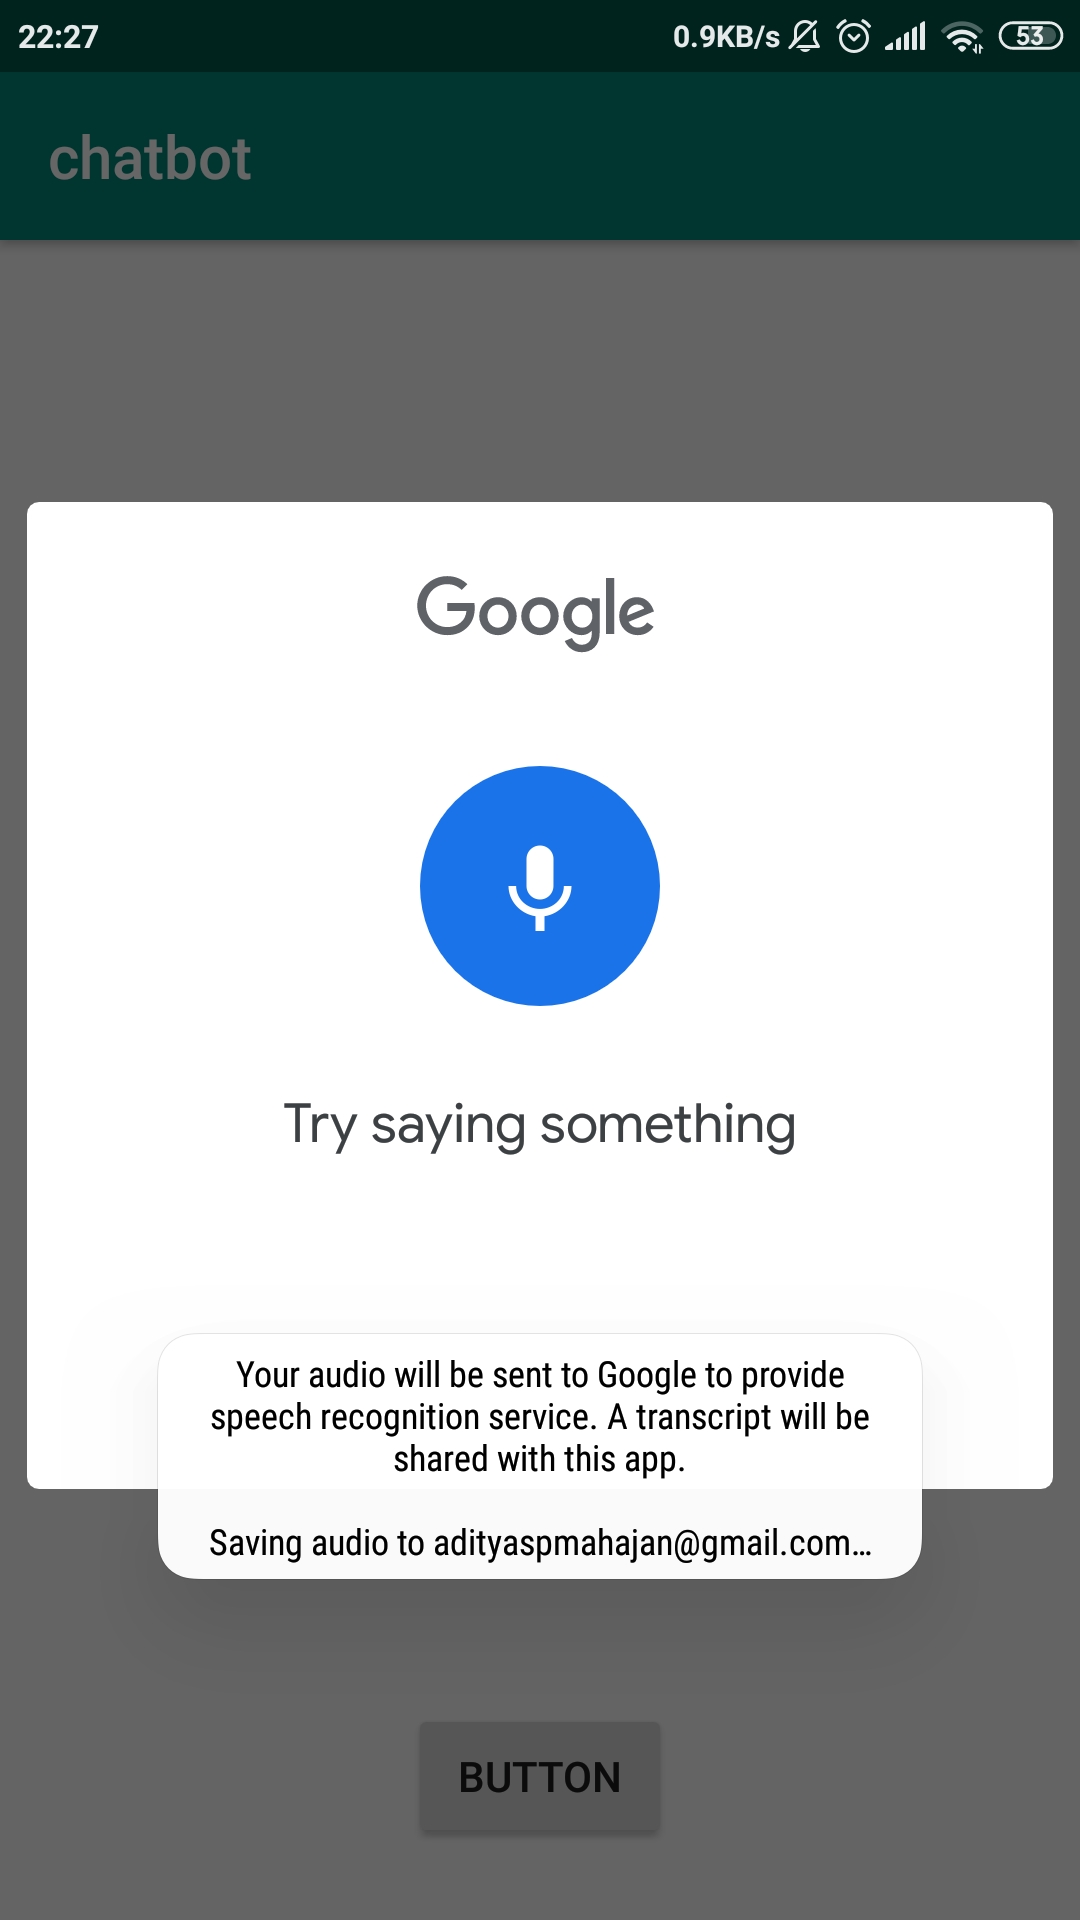 22:27
0.9KB/s
53
chatbot
Google
Try saying something
Your audio will be sent to Google to provide
speech recognition service. A transcript will be
shared with this app.
Saving audio to adityaspmahajan@gmail.com…
BUTTON